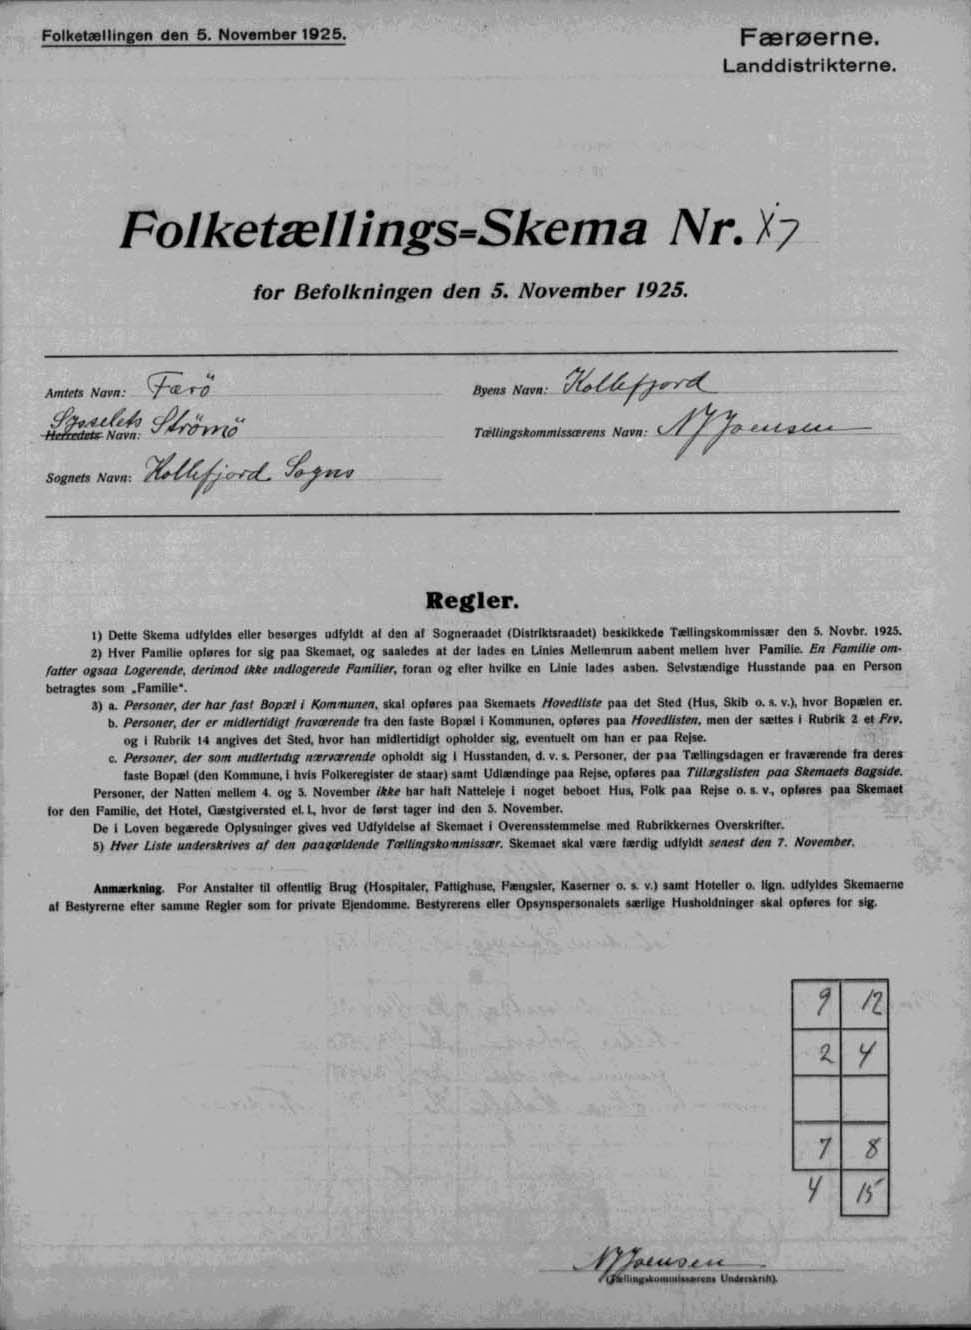 Folketællingen den 5. November 1925.
Færøerne.
Landdistrikterne.
Folketællings=Skema Nr. X7
for Befolkningen den 5. November 1925.
Amtets Navn: Færö
Byens Navn: Kollefjord
Sysselets Strömö
Herredets Navn:
Tællingskommissærens Navn: N J Joensen
Sognets Navn: Kollefjord Sogns
Regler.
1) Dette Skema udfyldes eller besørges udfyldt af den af Sogneraadet (Distriktsraadet) beskikkede Tællingskommissær den 5. Novbr. 1925.
2) Hver Familie opføres for sig paa Skemaet, og saaledes at der lades en Linies Mellemrum aabent mellem hver Familie. En Familie om-
fatter ogsaa Logerende, derimod ikke indlogerede Familier, foran og efter hvilke en Linie lades aaben. Selvstændige Husstande paa en Person
betragtes som „Familie“.
3) a. Personer, der har fast Bopæl i Kommunen, skal opføres paa Skemaets Hovedliste paa det Sted (Hus, Skib o. s. v.), hvor Bopælen er.
b. Personer, der er midlertidigt fraværende fra den faste Bopæl i Kommunen, opføres paa Hovedlisten, men der sættes i Rubrik 2 et Frv.
og i Rubrik 14 angives det Sted, hvor han midlertidigt opholder sig, eventuelt om han er paa Rejse.
c. Personer, der som midlertidig nærværende opholdt sig i Husstanden, d. v. s. Personer, der paa Tællingsdagen er fraværende fra deres
faste Bopæl (den Kommune, i hvis Folkeregister de staar) samt Udlændinge paa Rejse, opføres paa Tillægslisten paa Skemaets Bagside.
Personer, der Natten mellem 4. og 5. November ikke har haft Natteleje i noget beboet Hus, Folk paa Rejse o. s. v., opføres paa Skemaet
for den Familie, det Hotel, Gæstgiversted el. l., hvor de først tager ind den 5. November.
De i Loven begærede Oplysninger gives ved Udfyldelse af Skemaet i Overensstemmelse med Rubrikkernes Overskrifter.
5) Hver Liste underskrives af den paagældende Tællingskommissær. Skemaet skal være færdig udfyldt senest den 7. November.
Anmærkning. For Anstalter til offentlig Brug (Hospitaler, Fattighuse, Fængsler, Kaserner o. s. v.) samt Hoteller o. lign. udfyldes Skemaerne
af Bestyrerne efter samme Regler som for private Ejendomme. Bestyrerens eller Opsynspersonalets særlige Husholdninger skal opføres for sig.
9 12
2 4
7 8
4 15
N J Joensen
(Tællingskommissærens Underskrift).